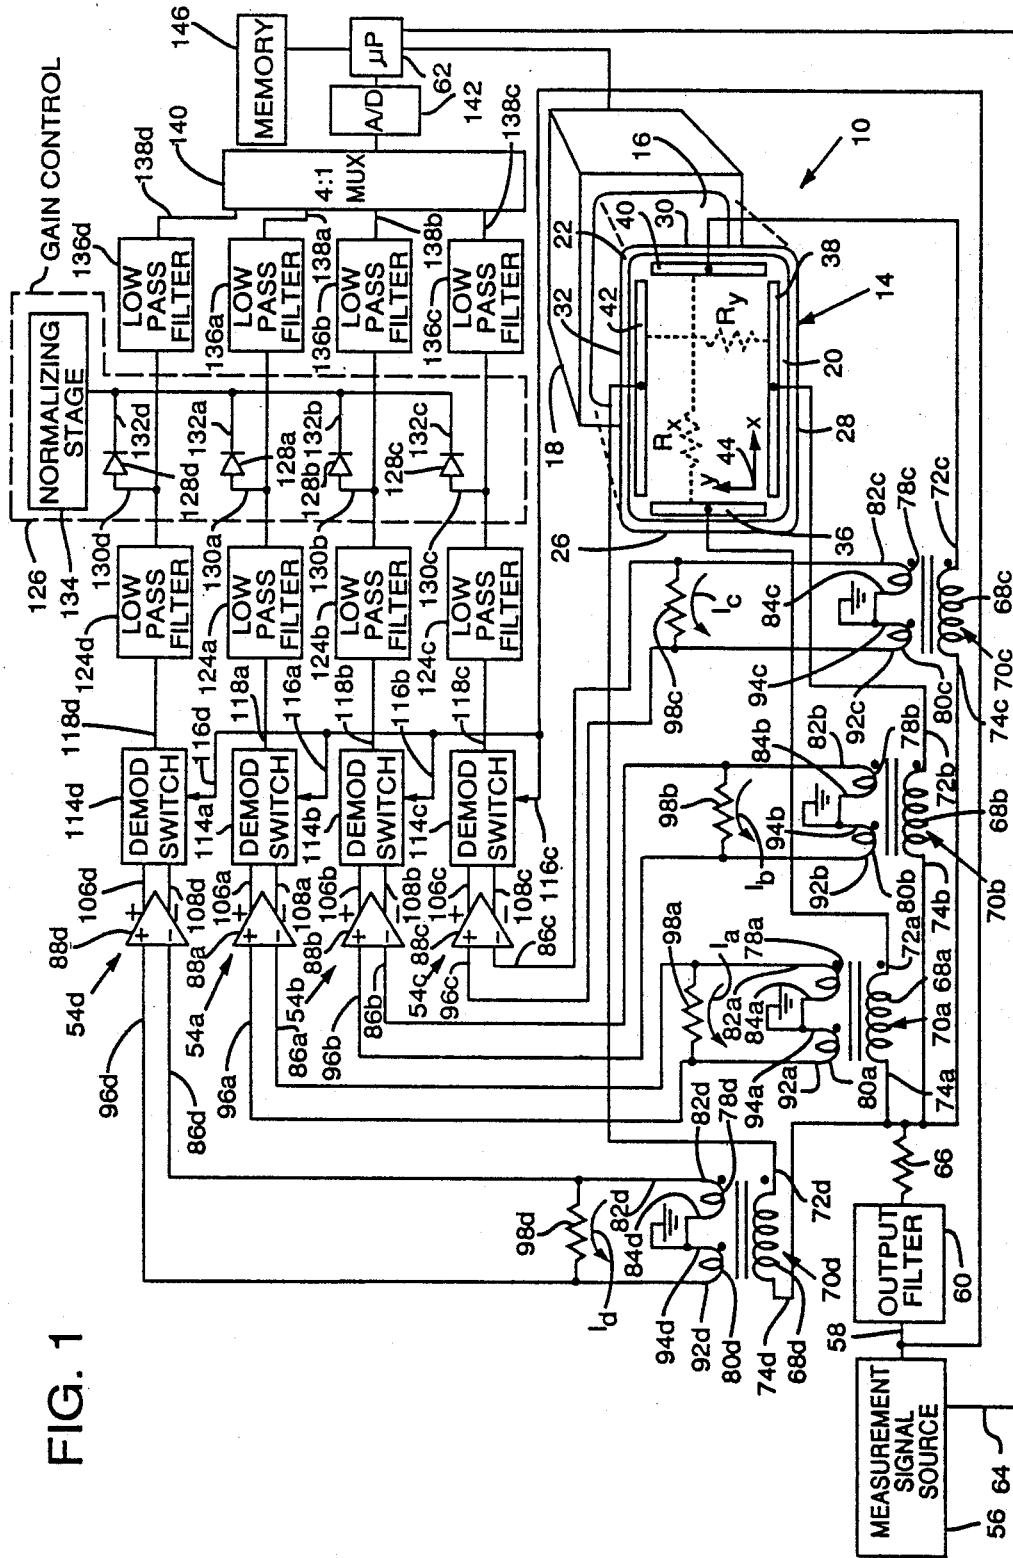 FIG. 1
146
MEMORY
µP
62
A/D
142
138c
GAIN CONTROL
140
138d
4:1
MUX
136d
LOW
PASS
FILTER
136a
LOW
PASS
FILTER
138a
136b
LOW
PASS
FILTER
138b
136c
LOW
PASS
FILTER
NORMALIZING
STAGE
126
134
132d
128d
130d
132a
128a
130a
132b
128b
130b
132c
128c
130c
124d
LOW
PASS
FILTER
124a
LOW
PASS
FILTER
124b
LOW
PASS
FILTER
124c
LOW
PASS
FILTER
118d
116d
118a
116a
118b
116b
118c
116c
114d
DEMOD
SWITCH
114a
DEMOD
SWITCH
114b
DEMOD
SWITCH
114c
DEMOD
SWITCH
106d
108d
106a
108a
106b
108b
106c
108c
88d
+
+
−
−
54d
88a
+
+
−
−
54a
88b
+
+
−
−
54b
88c
+
+
−
−
54c
96d
86d
96a
86a
96b
86b
96c
86c
10
16
18
22
30
40
32
42
38
Ry
Rx
x
y
44
14
20
28
26
36
98c
Ic
84c
82c
78c
94c
92c
80c
72c
68c
70c
74c
98b
Ib
84b
82b
78b
94b
92b
80b
72b
68b
70b
74b
98a
Ia
78a
82a
84a
94a
92a
80a
72a
68a
70a
74a
98d
Id
82d
82d
78d
84d
94d
92d
80d
72d
70d
68d
74d
66
OUTPUT
FILTER
60
58
MEASUREMENT
SIGNAL
SOURCE
56
64